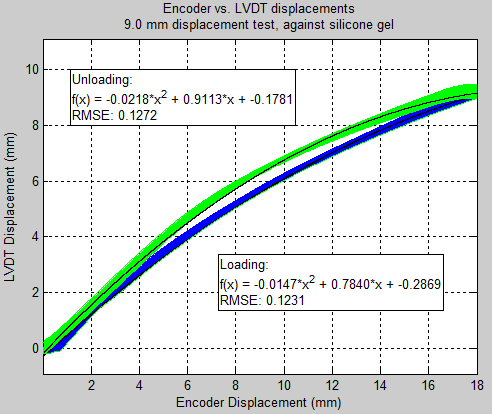 Encoder vs. LVDT displacements
9.0 mm displacement test, against silicone gel
LVDT Displacement (mm)
10
8
6
4
2
0
Unloading:
f(x) = -0.0218*x^2 + 0.9113*x + -0.1781
RMSE: 0.1272
Loading:
f(x) = -0.0147*x^2 + 0.7840*x + -0.2869
RMSE: 0.1231
2 4 6 8 10 12 14 16 18
Encoder Displacement (mm)